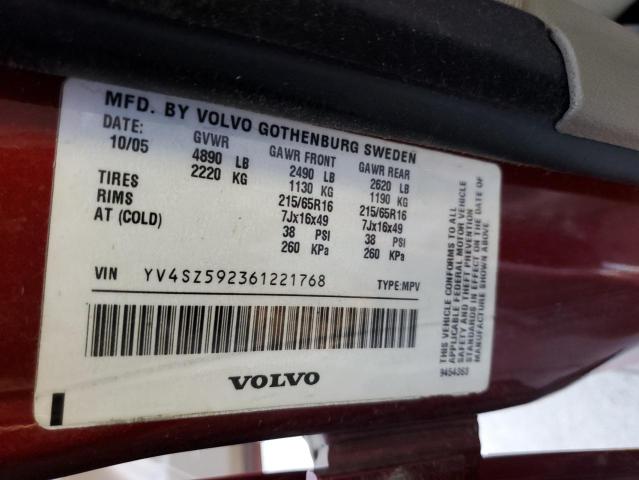 MFD. BY VOLVO GOTHENBURG SWEDEN
DATE: GVWR GAWR FRONT GAWR REAR
10/05 4890 LB 2490 LB 2620 LB
2220 KG 1130 KG 1190 KG
TIRES 215/65R16 215/65R16
RIMS 7Jx16x49 7Jx16x49
AT (COLD) 38 PSI 38 PSI
260 KPa 260 KPa
VIN YV4SZ592361221768 TYPE:MPV
VOLVO
THIS VEHICLE CONFORMS TO ALL
APPLICABLE FEDERAL MOTOR VEHICLE
SAFETY AND THEFT PREVENTION
STANDARDS IN EFFECT ON THE DATE OF
MANUFACTURE SHOWN ABOVE.
9454363